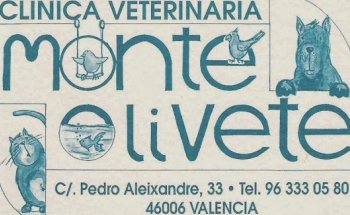 CLINICA VETERINARIA
monte
olivete
C/. Pedro Aleixandre, 33 • Tel. 96 333 05 80
46006 VALENCIA